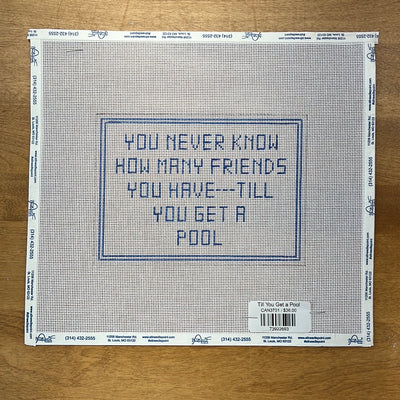 YOU NEVER KNOW
HOW MANY FRIENDS
YOU HAVE---TILL
YOU GET A
POOL
Till You Get a Pool
CAN3701 - $36.00
(314) 432-2555